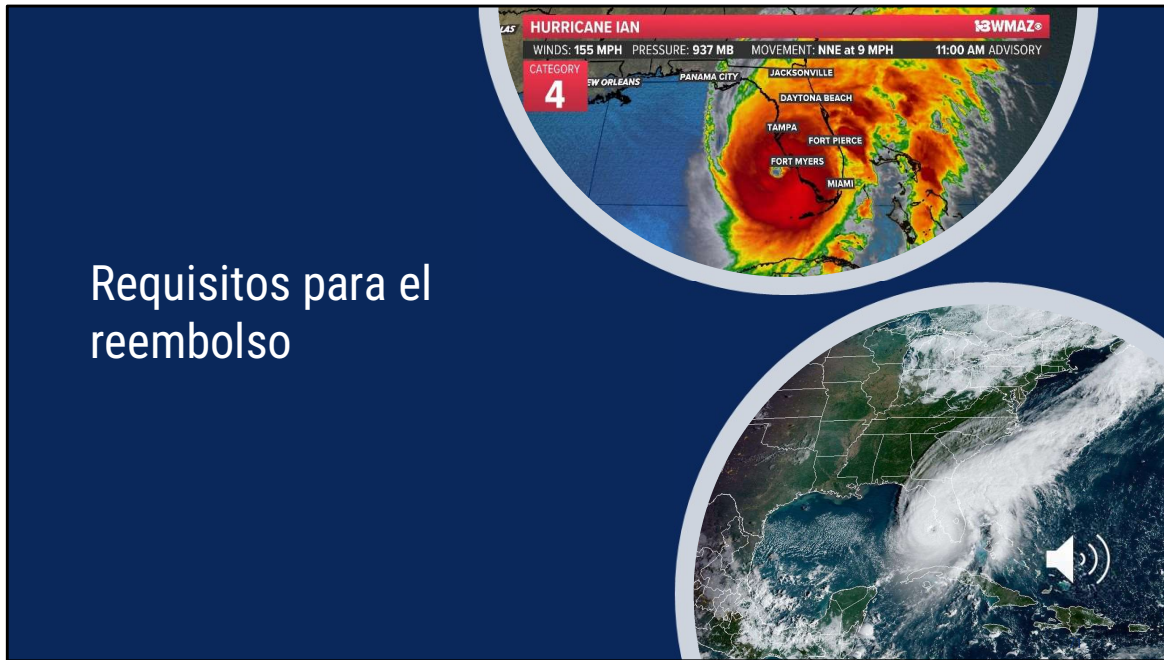 Requisitos para el
reembolso
HURRICANE IAN
13WMAZ
WINDS: 155 MPH PRESSURE: 937 MB MOVEMENT: NNE at 9 MPH 11:00 AM ADVISORY
CATEGORY
4
EW ORLEANS
PANAMA CITY
JACKSONVILLE
DAYTONA BEACH
TAMPA
FORT PIERCE
FORT MYERS
MIAMI